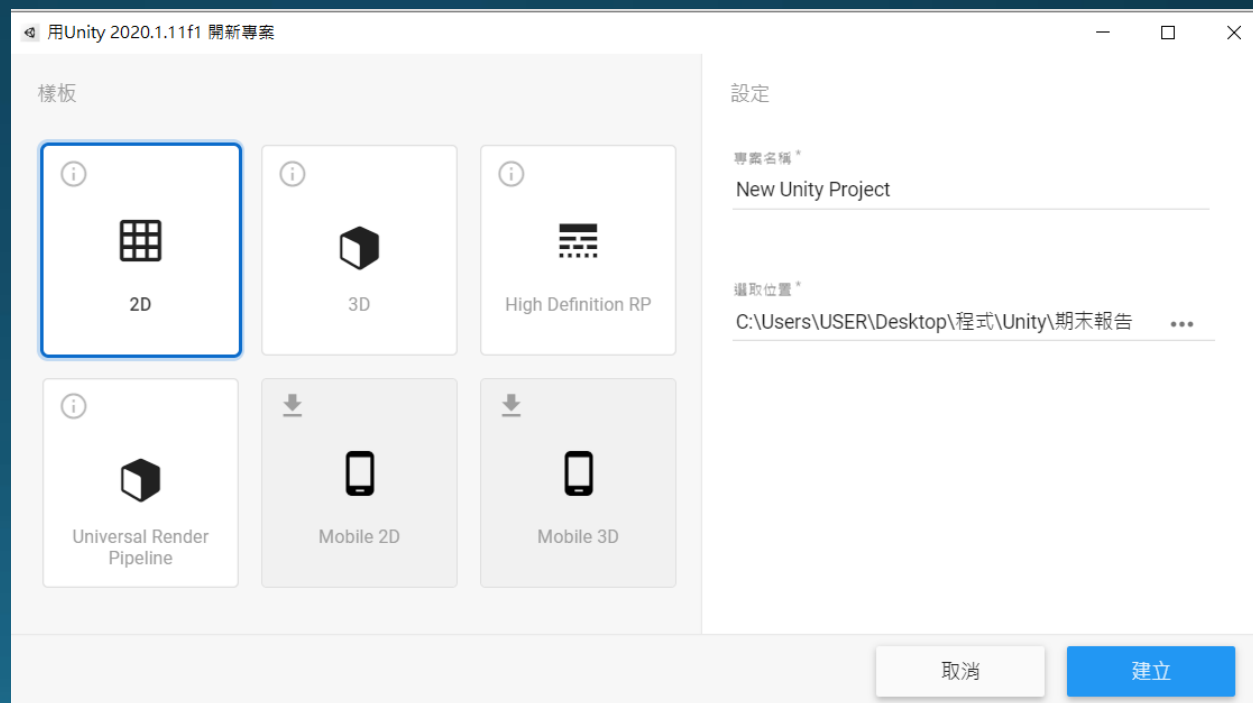 用Unity 2020.1.11f1 開新專案
樣板
設定
2D
3D
High Definition RP
Universal Render
Pipeline
Mobile 2D
Mobile 3D
專案名稱 *
New Unity Project
選取位置 *
C:\Users\USER\Desktop\程式\Unity\期末報告
取消
建立